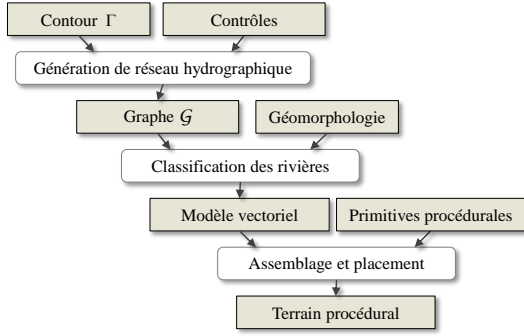 Contour Γ
Contrôles
Génération de réseau hydrographique
Graphe 𝒢
Géomorphologie
Classification des rivières
Modèle vectoriel
Primitives procédurales
Assemblage et placement
Terrain procédural